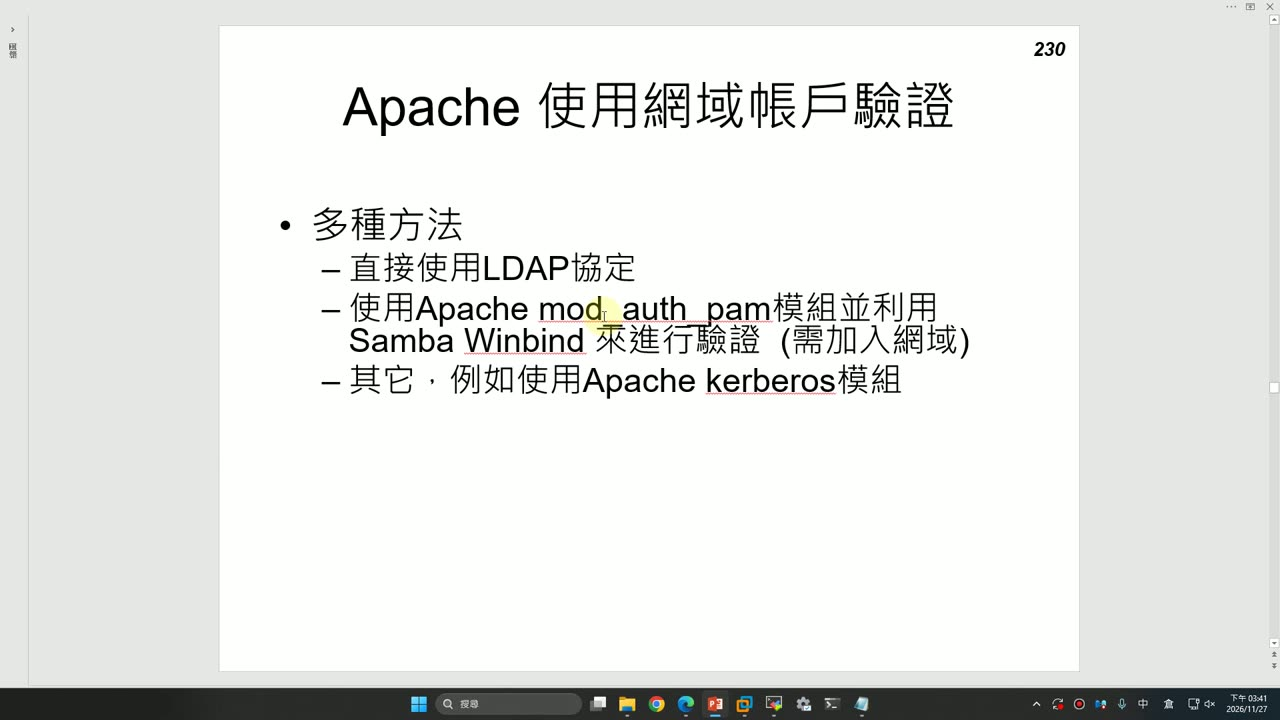 230
Apache 使用網域帳戶驗證
• 多種方法
– 直接使用LDAP協定
– 使用Apache mod_auth_pam模組並利用
Samba Winbind 來進行驗證 (需加入網域)
– 其它，例如使用Apache kerberos模組
搜尋
中
下午 03:41
2026/11/27